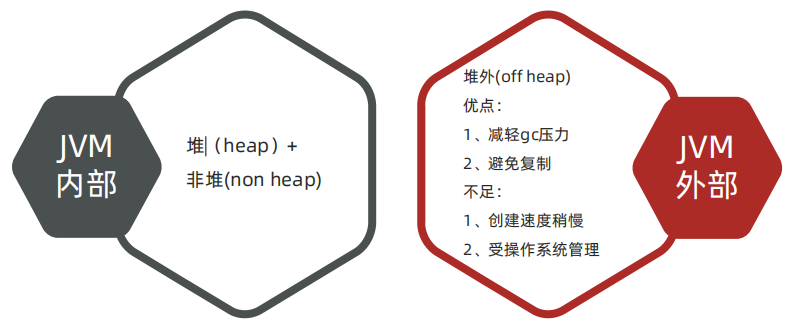 JVM
内部
堆 （heap）+
非堆(non heap)
堆外(off heap)
优点：
1、减轻gc压力
2、避免复制
不足：
1、创建速度稍慢
2、受操作系统管理
JVM
外部